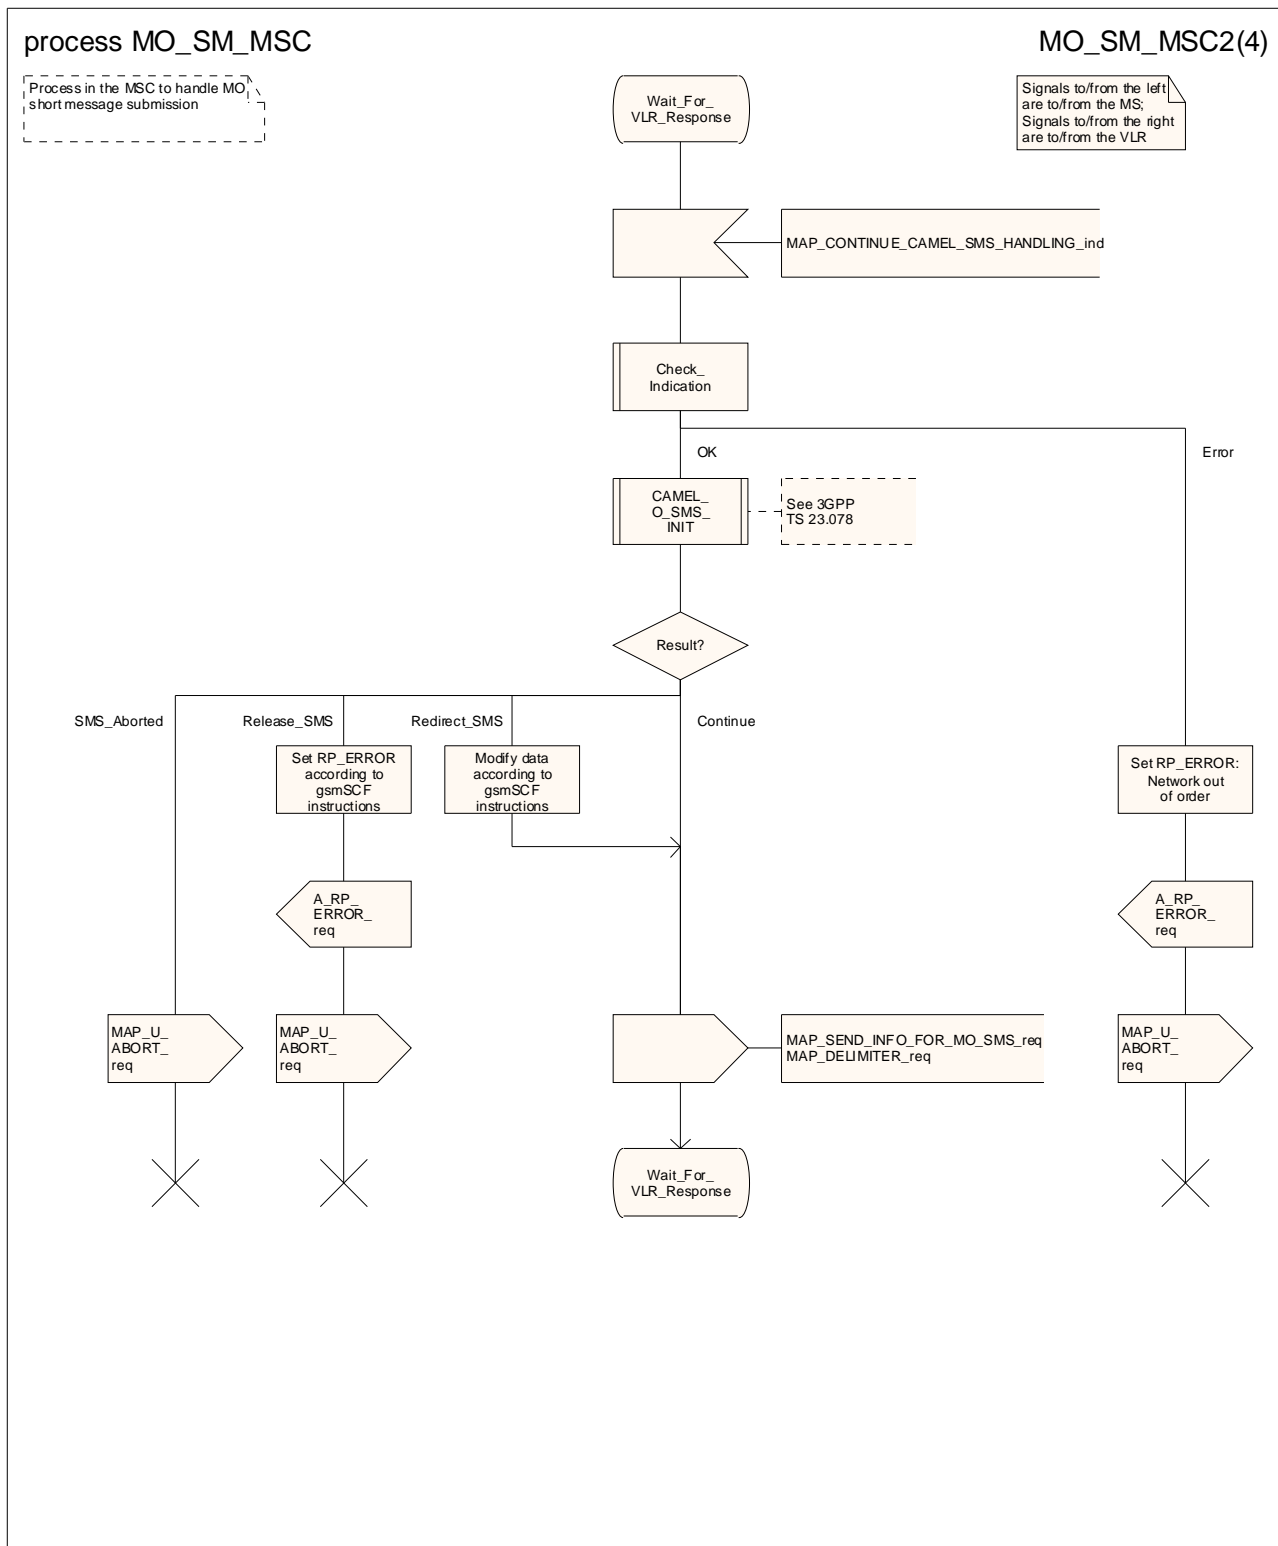 process MO_SM_MSC
MO_SM_MSC2(4)
Process in the MSC to handle MO
short message submission
Wait_For_
VLR_Response
Signals to/from the left
are to/from the MS;
Signals to/from the right
are to/from the VLR
MAP_CONTINUE_CAMEL_SMS_HANDLING_ind
Check_
Indication
OK
Error
CAMEL_
O_SMS_
INIT
See 3GPP
TS 23.078
Result?
SMS_Aborted
Release_SMS
Redirect_SMS
Continue
Set RP_ERROR
according to
gsmSCF
instructions
Modify data
according to
gsmSCF
instructions
Set RP_ERROR:
Network out
of order
A_RP_
ERROR_
req
A_RP_
ERROR_
req
MAP_U_
ABORT_
req
MAP_U_
ABORT_
req
MAP_SEND_INFO_FOR_MO_SMS_req
MAP_DELIMITER_req
MAP_U_
ABORT_
req
Wait_For_
VLR_Response